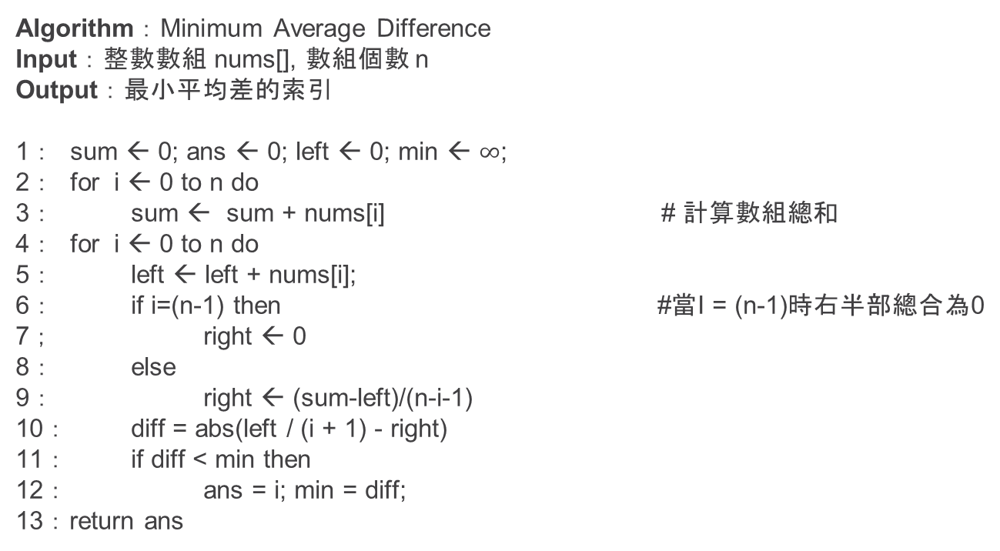 Algorithm : Minimum Average Difference
Input : 整數數組 nums[], 數組個數 n
Output : 最小平均差的索引
1 : sum ← 0; ans ← 0; left ← 0; min ← ∞;
2 : for i ← 0 to n do
3 : sum ← sum + nums[i] # 計算數組總和
4 : for i ← 0 to n do
5 : left ← left + nums[i];
6 : if i=(n-1) then #當I = (n-1)時右半部總合為0
7 ; right ← 0
8 : else
9 : right ← (sum-left)/(n-i-1)
10 : diff = abs(left / (i + 1) - right)
11 : if diff < min then
12 : ans = i; min = diff;
13 : return ans